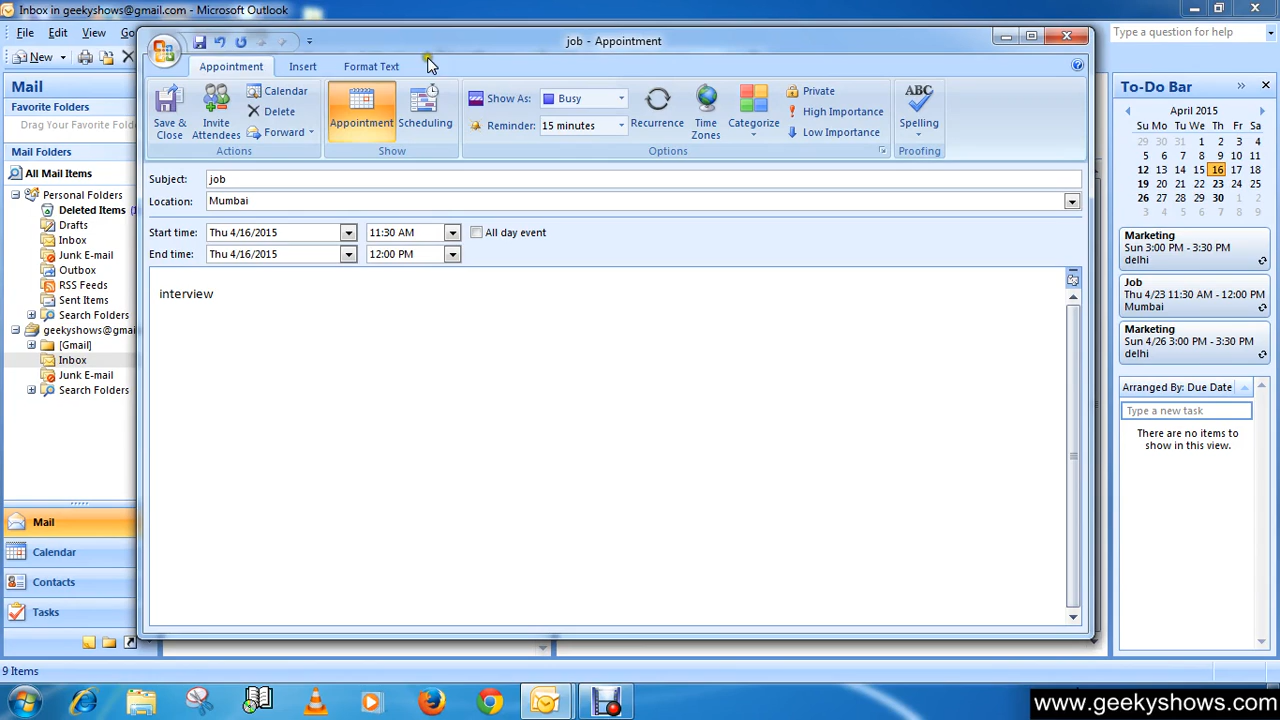 Inbox in geekyshows@gmail.com - Microsoft Outlook
File Edit View Go
Type a question for help
New
Mail
Favorite Folders
Drag Your Favorite Folde
Mail Folders
All Mail Items
Personal Folders
Deleted Items
Drafts
Inbox
Junk E-mail
Outbox
RSS Feeds
Sent Items
Search Folders
geekyshows@gmai
[Gmail]
Inbox
Junk E-mail
Search Folders
Mail
Calendar
Contacts
Tasks
9 Items
job - Appointment
Appointment Insert Format Text
Save & Close
Invite Attendees
Calendar
Delete
Forward
Actions
Appointment
Scheduling
Show
Show As: Busy
Reminder: 15 minutes
Recurrence
Time Zones
Categorize
Private
High Importance
Low Importance
Options
ABC
Spelling
Proofing
Subject: job
Location: Mumbai
Start time: Thu 4/16/2015 11:30 AM All day event
End time: Thu 4/16/2015 12:00 PM
interview
To-Do Bar
April 2015
Su Mo Tu We Th Fr Sa
29 30 31 1 2 3 4
5 6 7 8 9 10 11
12 13 14 15 16 17 18
19 20 21 22 23 24 25
26 27 28 29 30 1 2
3 4 5 6 7 8 9
Marketing
Sun 3:00 PM - 3:30 PM
delhi
Job
Thu 4/23 11:30 AM - 12:00 PM
Mumbai
Marketing
Sun 4/26 3:00 PM - 3:30 PM
delhi
Arranged By: Due Date
Type a new task
There are no items to
show in this view.
www.geekyshows.com